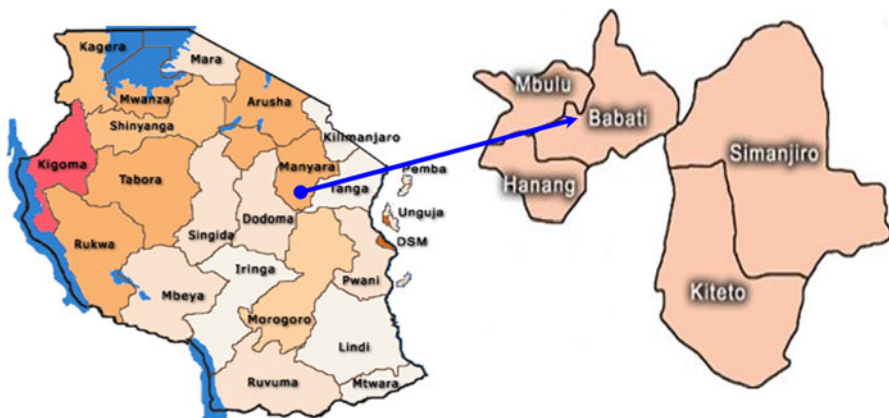 Kagera
Mara
Mwanza
Arusha
Shinyanga
Kilimanjaro
Kigoma
Manyara
Tabora
Tanga
Pemba
Dodoma
Unguja
Singida
DSM
Rukwa
Iringa
Pwani
Mbeya
Morogoro
Lindi
Ruvuma
Mtwara
Mbulu
Babati
Simanjiro
Hanang
Kiteto